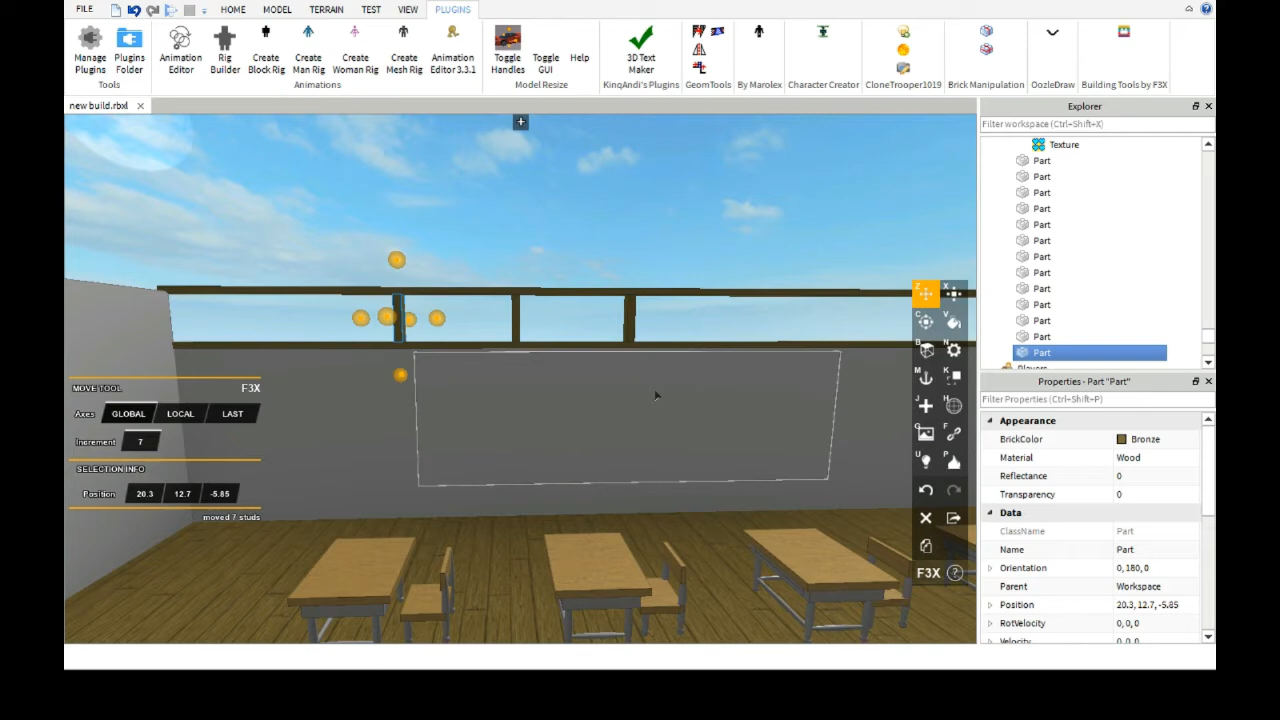 FILE HOME MODEL TERRAIN TEST VIEW PLUGINS
Manage Plugins
Plugins Folder
Animation Editor
Rig Builder
Create Block Rig
Create Man Rig
Create Woman Rig
Create Mesh Rig
Animation Editor 3.3.1
Toggle Handles
Toggle GUI
Help
3D Text Maker
Tools Animations Model Resize KinqAndi's Plugins GeomTools By Marolex Character Creator CloneTrooper1019 Brick Manipulation OozleDraw Building Tools by F3X
new build.rbxl
Explorer
Filter workspace (Ctrl+Shift+X)
Texture
Part
Part
Part
Part
Part
Part
Part
Part
Part
Part
Part
Part
Part
Properties - Part "Part"
Filter Properties (Ctrl+Shift+P)
Appearance
BrickColor Bronze
Material Wood
Reflectance 0
Transparency 0
Data
ClassName Part
Name Part
Orientation 0, 180, 0
Parent Workspace
Position 20.3, 12.7, -5.85
RotVelocity 0, 0, 0
Velocity 0, 0, 0
MOVE TOOL F3X
Axes GLOBAL LOCAL LAST
Increment 7
SELECTION INFO
Position 20.3 12.7 -5.85
moved 7 studs
Z X
C V
B N
M K
J H
G F
U P
F3X ?